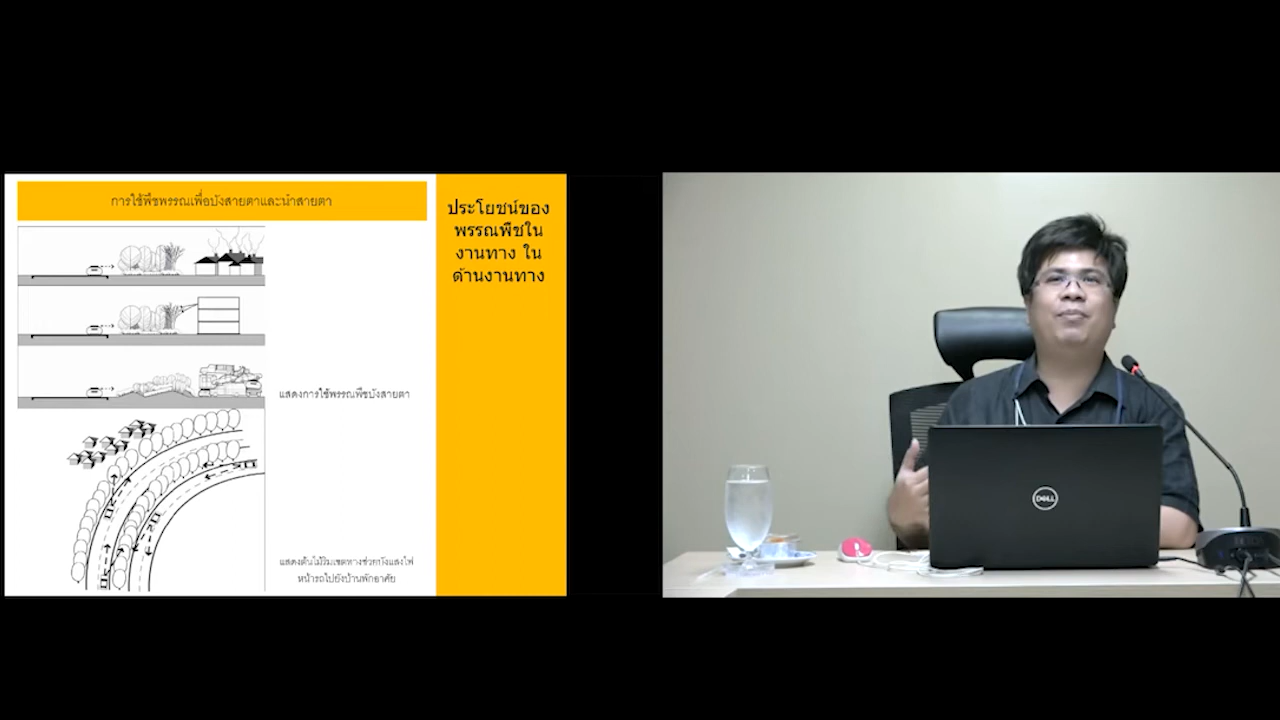 การใช้พืชพรรณเพื่อบังสายตาและนำสายตา
ประโยชน์ของ
พรรณพืชใน
งานทาง ใน
ด้านงานทาง
แสดงการใช้พรรณพืชบังสายตา
แสดงต้นไม้ริมเขตทางช่วยบังแสงไฟ
หน้ารถไปยังบ้านพักอาศัย
DELL